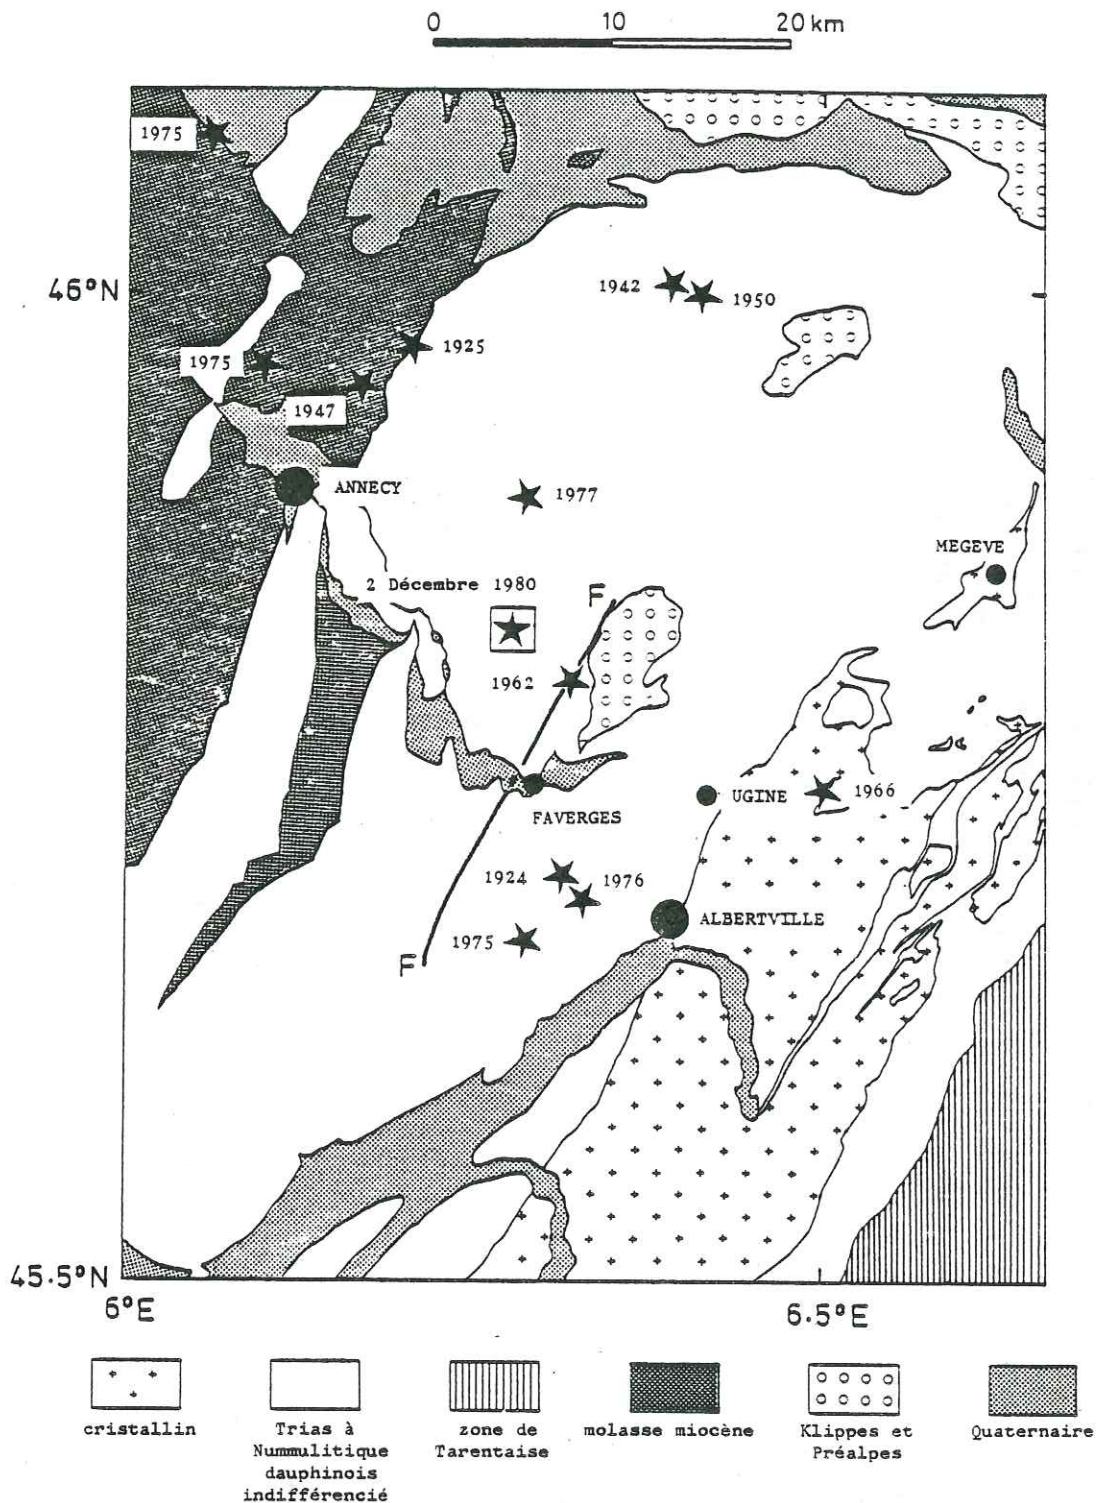 0 10 20 km
1975
46°N
1942
1950
1925
1975
1947
ANNECY
1977
MEGEVE
2 Décembre 1980
F
1962
UGINE
1966
FAVERGES
1924
1976
ALBERTVILLE
1975
F
45.5°N
6°E
6.5°E
cristallin
Trias à
Nummulitique
dauphinois
indifférencié
zone de
Tarentaise
molasse miocène
Klippes et
Préalpes
Quaternaire